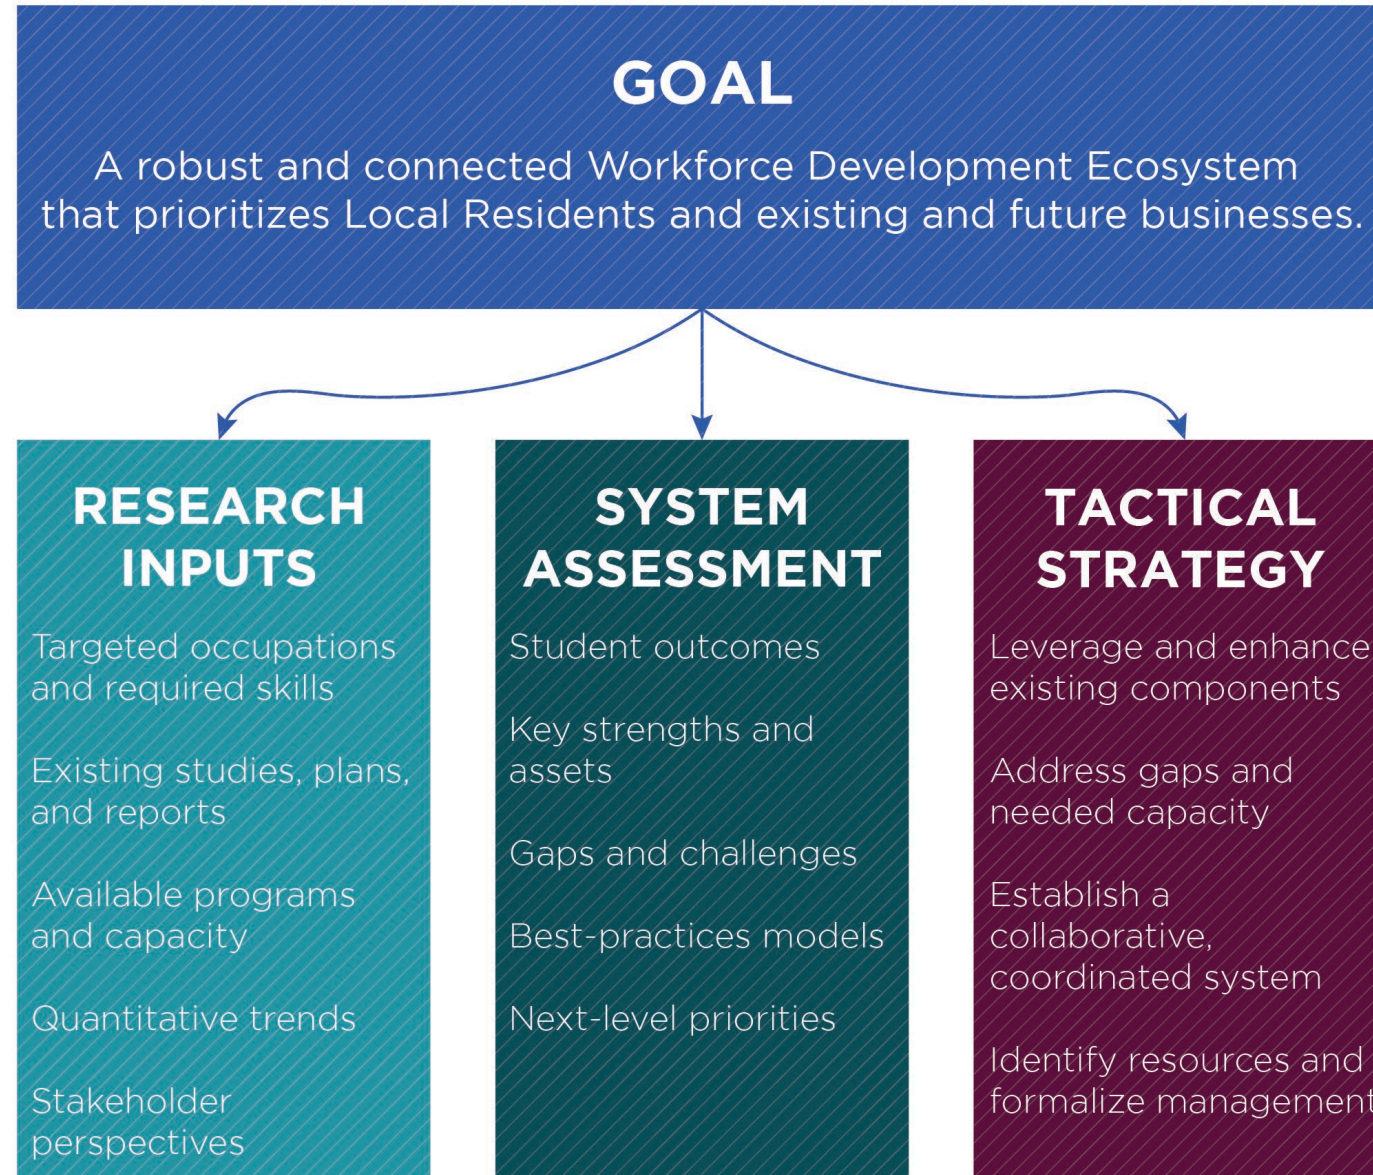 GOAL
A robust and connected Workforce Development Ecosystem
that prioritizes Local Residents and existing and future businesses.
RESEARCH
INPUTS
Targeted occupations
and required skills
Existing studies, plans,
and reports
Available programs
and capacity
Quantitative trends
Stakeholder
perspectives
SYSTEM
ASSESSMENT
Student outcomes
Key strengths and
assets
Gaps and challenges
Best-practices models
Next-level priorities
TACTICAL
STRATEGY
Leverage and enhance
existing components
Address gaps and
needed capacity
Establish a
collaborative,
coordinated system
Identify resources and
formalize management